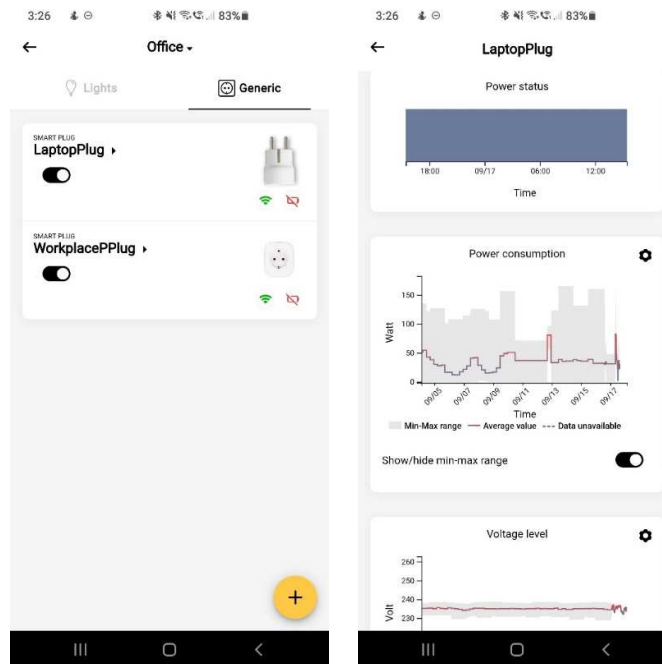 3:26 83%
Office
Lights Generic
SMART PLUG
LaptopPlug
SMART PLUG
WorkplacePPlug
+
3:26 83%
LaptopPlug
Power status
18:00 09/17 06:00 12:00
Time
Power consumption
150
100
50
0
Watt
09/05 09/07 09/09 09/11 09/13 09/15 09/17
Time
Min-Max range Average value Data unavailable
Show/hide min-max range
Voltage level
260
250
240
230
Volt